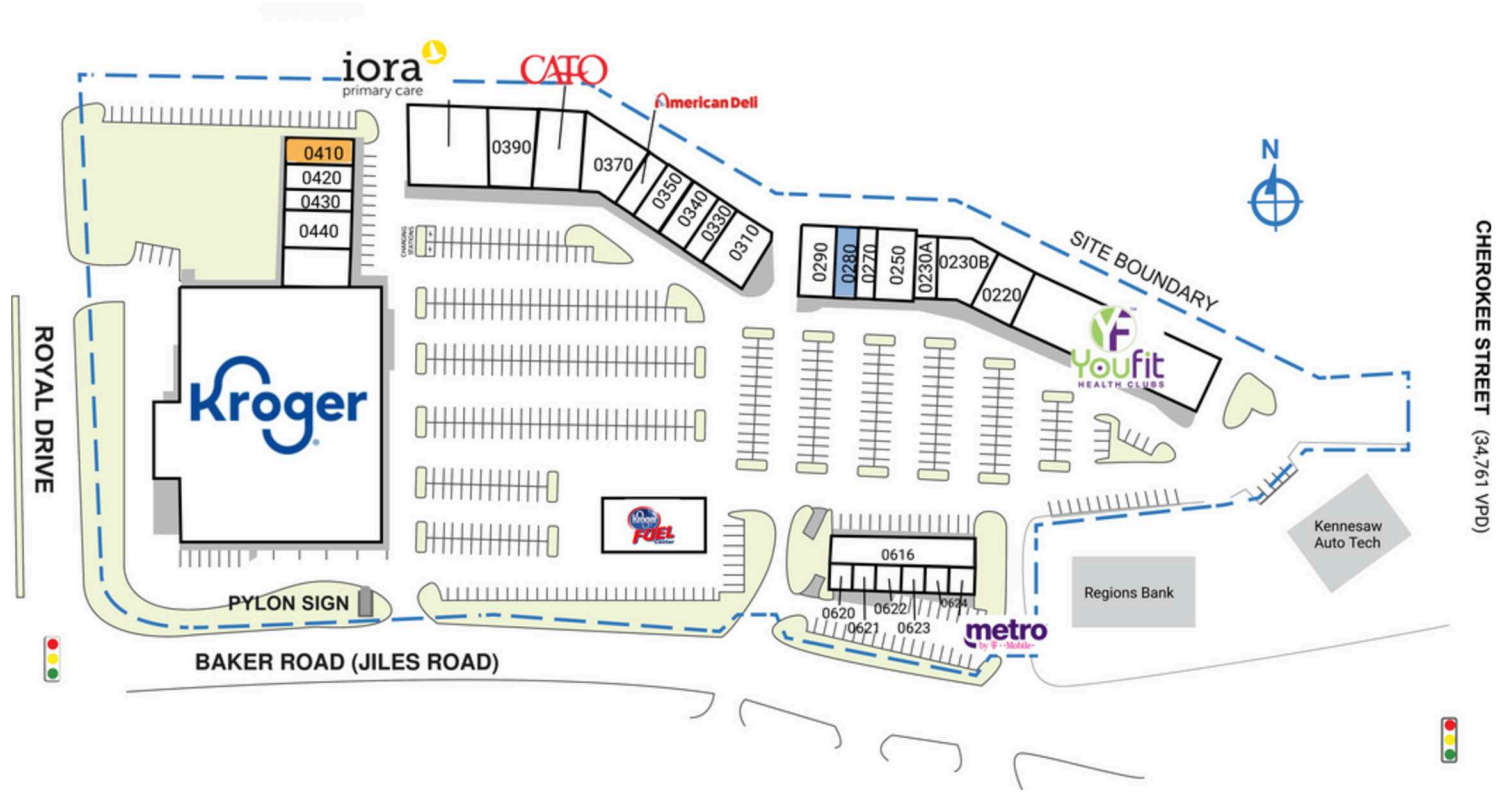 iora
primary care
CATO
American Deli
0410
0420
0430
0440
0390
0370
0350
0340
0330
0310
0290
0280
0270
0250
0230A
0230B
0220
N
SITE BOUNDARY
CHARGING
STATIONS
ROYAL DRIVE
Kroger
YF
Youfit
HEALTH CLUBS
CHEROKEE STREET (34,761 VPD)
Kroger
FUEL
Center
0616
0620
0621
0622
0623
0624
metro
by T-Mobile
Regions Bank
Kennesaw
Auto Tech
PYLON SIGN
BAKER ROAD (JILES ROAD)